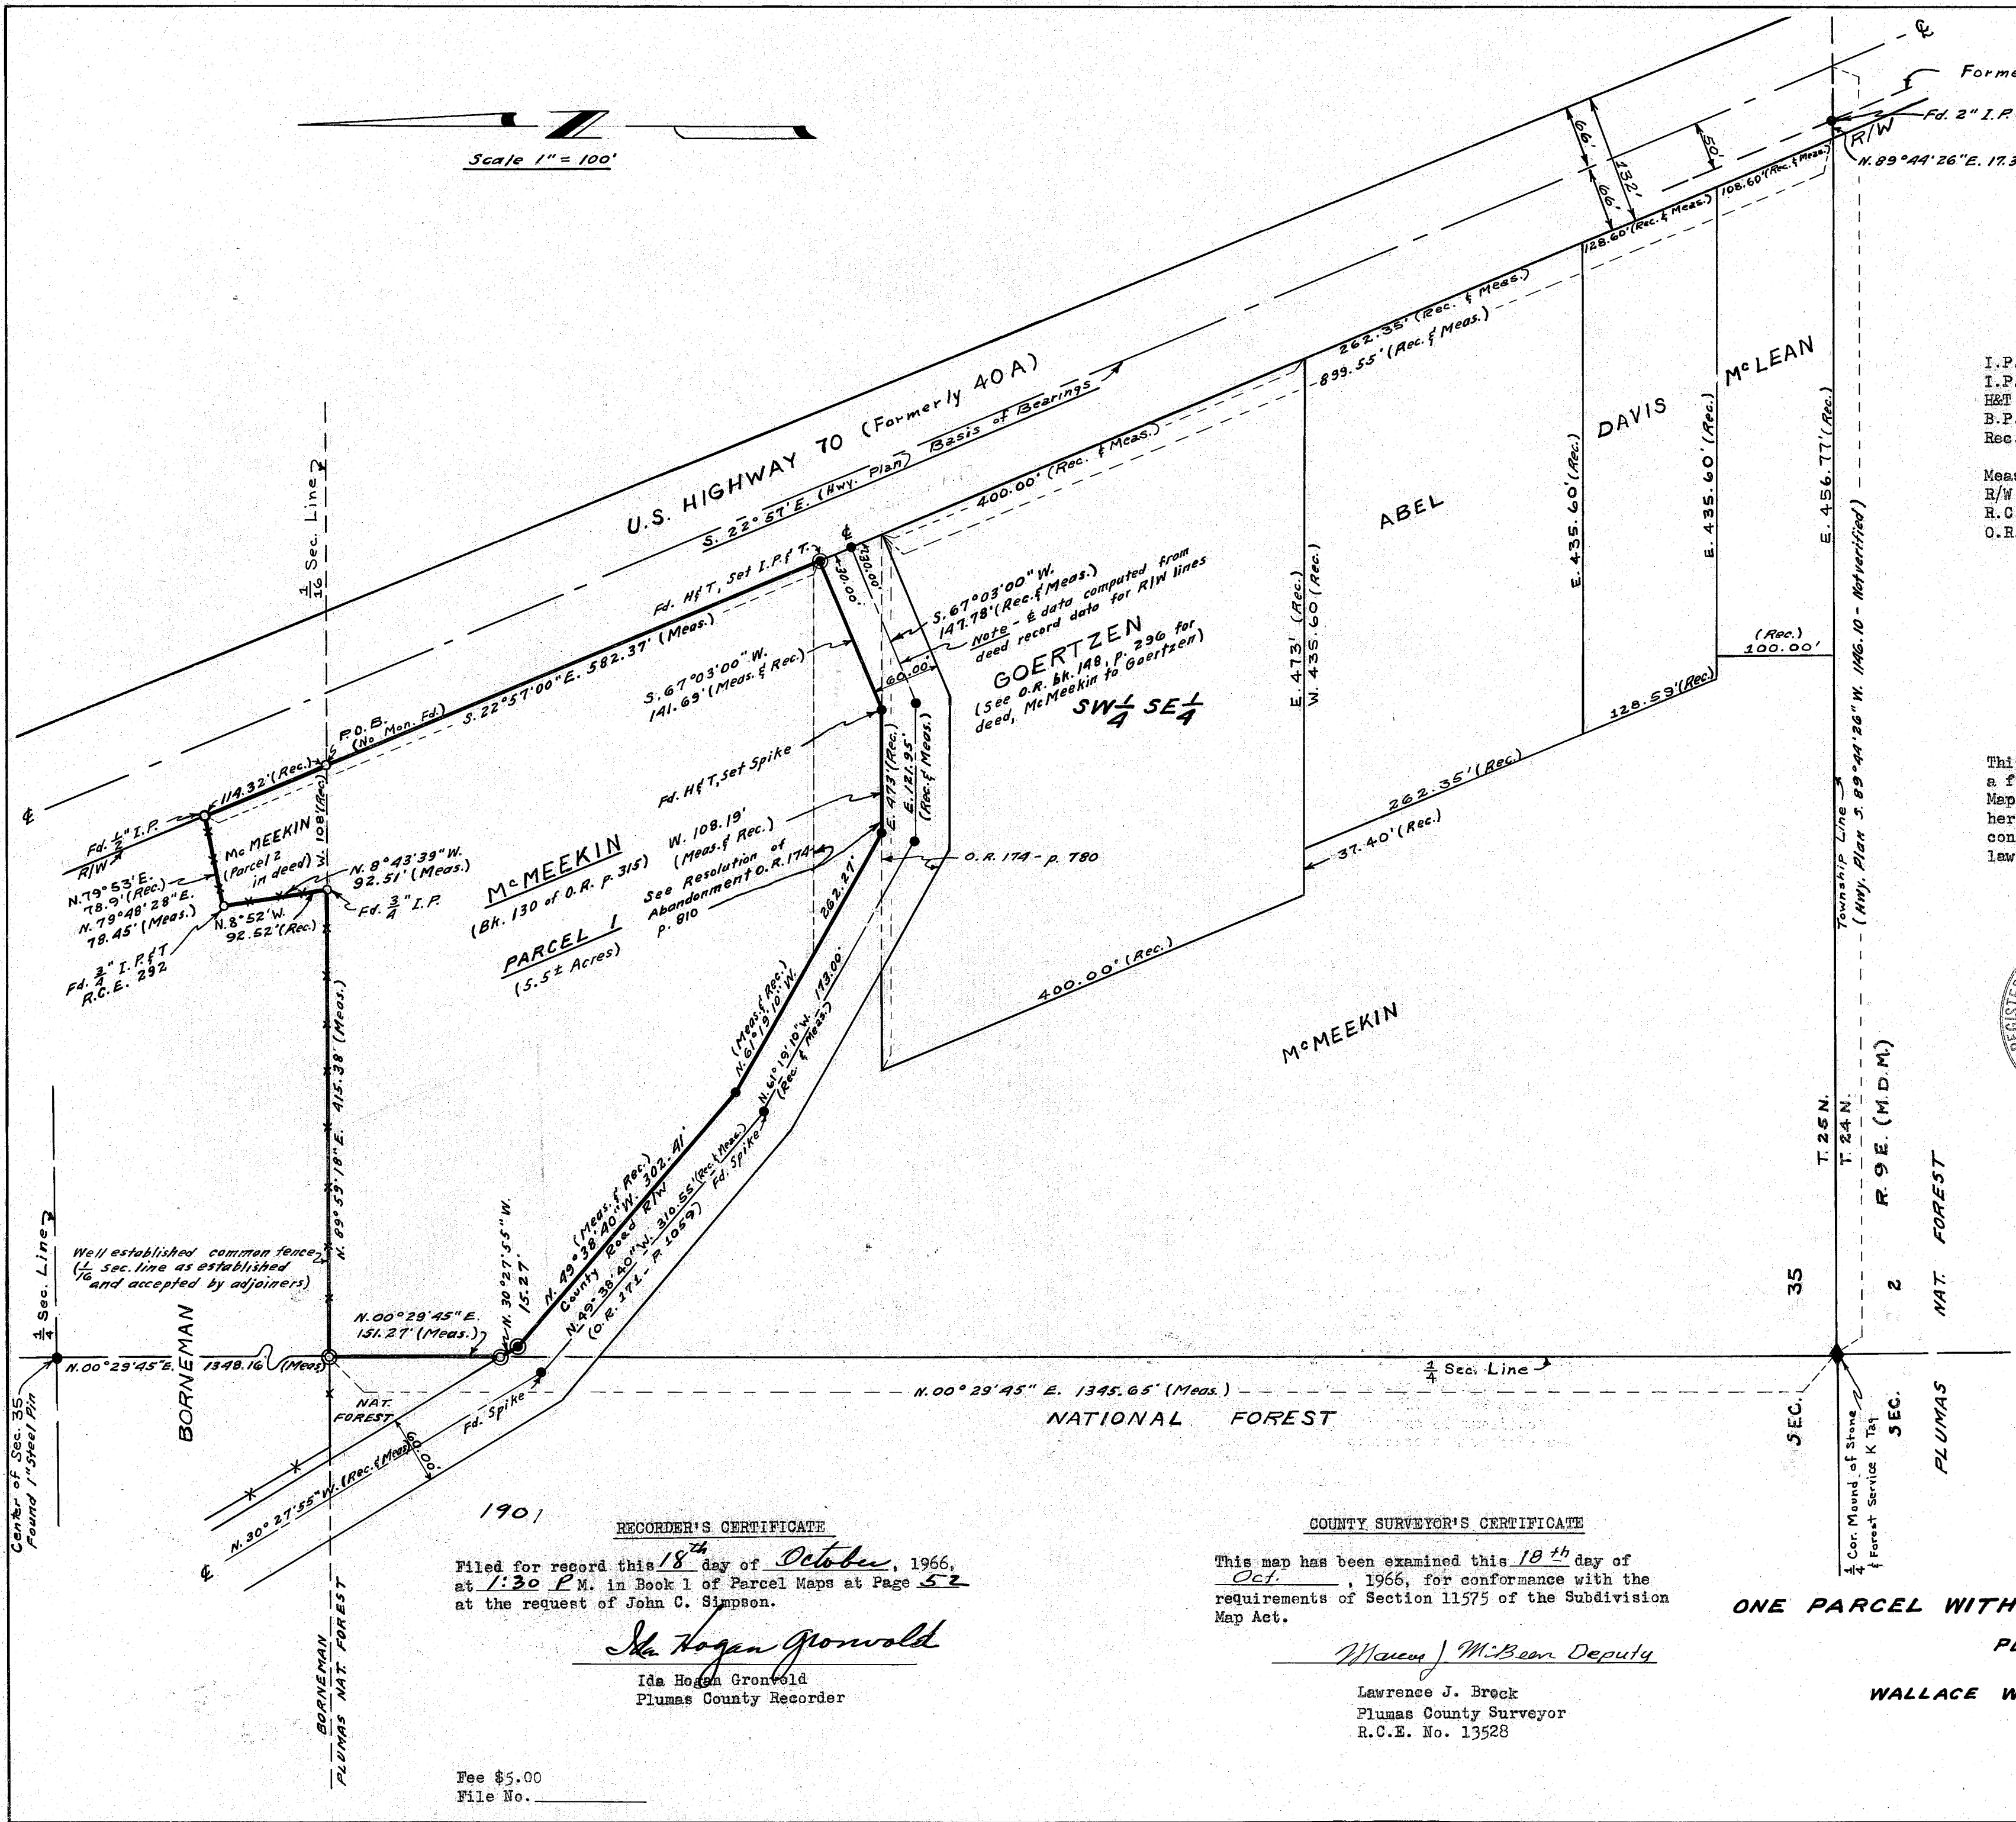 Scale 1" = 100'
1/16 Sec. Line
U.S. HIGHWAY 70 (Formerly 40A)
S. 22° 57' E. (Hwy. Plan) Basis of Bearings
66'
66'
132'
50'
Forme
Fd. 2" I.P.
R/W
N. 89° 44' 26" E. 17.3
108.60' (Rec. & Meas.)
128.60' (Rec. & Meas.)
262.35' (Rec. & Meas.)
899.55' (Rec. & Meas.)
400.00' (Rec. & Meas.)
Fd. H&T, Set I.P. & T.
S. 22° 57' 00" E. 582.37' (Meas.)
P.O.B.
(No Mon. Fd.)
114.32' (Rec.)
Fd. 1/2" I.P.
R/W
McMEEKIN
(Parcel 2
in deed)
W. 108' (Rec.)
N. 79° 53' E.
78.9' (Rec.)
N. 79° 48' 28" E.
78.45' (Meas.)
N. 8° 43' 39" W.
92.51' (Meas.)
N. 8° 52' W.
92.52' (Rec.)
Fd. 3/4" I.P.
Fd. 3/4" I.P. & T
R.C.E. 292
30.00'
30.00'
S. 67° 03' 00" W.
141.69' (Meas. & Rec.)
S. 67° 03' 00" W.
147.78' (Rec. & Meas.)
Note - ℄ data computed from
deed record data for R/W lines
60.00'
GOERTZEN
(See O.R. bk. 148, p. 296 for
deed, McMeekin to Goertzen)
SW 1/4 SE 1/4
Fd. H&T, set Spike
E. 473' (Rec.)
E. 121.95'
(Rec. & Meas.)
W. 108.19'
(Meas. & Rec.)
See Resolution of
Abandonment O.R. 174-
p. 810
O.R. 174 - p. 780
McMEEKIN
(Bk. 130 of O.R. p. 315)
PARCEL 1
(5.5 ± Acres)
262.27'
(Meas. & Rec.)
N. 61° 19' 10" W.
N. 61° 19' 10" W. 173.00'
(Rec. & Meas.)
Fd. Spike
(Meas. & Rec.)
N. 49° 38' 40" W. 302.41'
County Road R/W
N. 49° 38' 40" W. 310.55' (Rec. & Meas.)
(O.R. 171 - P. 1059)
N. 30° 27' 55" W.
15.27'
N. 89° 59' 18" E. 415.38' (Meas.)
Well established common fence
(1/16 sec. line as established
and accepted by adjoiners)
N. 00° 29' 45" E.
151.27' (Meas.)
1/4 Sec. Line
N. 00° 29' 45" E. 1348.16' (Meas)
Center of Sec. 35
Found 1" Steel Pin
BORNEMAN
NAT.
FOREST
Fd. Spike
60.00'
N. 30° 27' 55" W. (Rec. & Meas)
BORNEMAN
PLUMAS NAT. FOREST
ABEL
E. 473' (Rec.)
W. 435.60 (Rec.)
DAVIS
E. 435.60' (Rec.)
McLEAN
E. 435.60' (Rec.)
E. 456.77' (Rec.)
(Rec.)
100.00'
128.59' (Rec.)
262.35' (Rec.)
37.40' (Rec.)
400.00' (Rec.)
McMEEKIN
Township Line
(Hwy. Plan S. 89° 44' 26" W. 1146.10 - Not verified)
T. 25 N.
T. 24 N.
R. 9 E. (M.D.M.)
1/4 Sec. Line
N. 00° 29' 45" E. 1345.65' (Meas.)
NATIONAL FOREST
SEC. 35
SEC. 2
PLUMAS NAT. FOREST
1/4 Cor. Mound of Stone
& Forest Service K Tag
I.P.
I.P.
H&T
B.P.
Rec.
Meas
R/W
R.C
O.R.
Thi
a f
Map
her
con
law
REGISTER
1901
RECORDER'S CERTIFICATE
Filed for record this 18th day of October, 1966,
at 1:30 P M. in Book 1 of Parcel Maps at Page 52
at the request of John C. Simpson.
Ida Hogan Gronvold
Ida Hogan Gronvold
Plumas County Recorder
Fee $5.00
File No.
COUNTY SURVEYOR'S CERTIFICATE
This map has been examined this 18th day of
Oct. , 1966, for conformance with the
requirements of Section 11575 of the Subdivision
Map Act.
Deputy
Lawrence J. Brock
Plumas County Surveyor
R.C.E. No. 13528
ONE PARCEL WITH
PL
WALLACE W